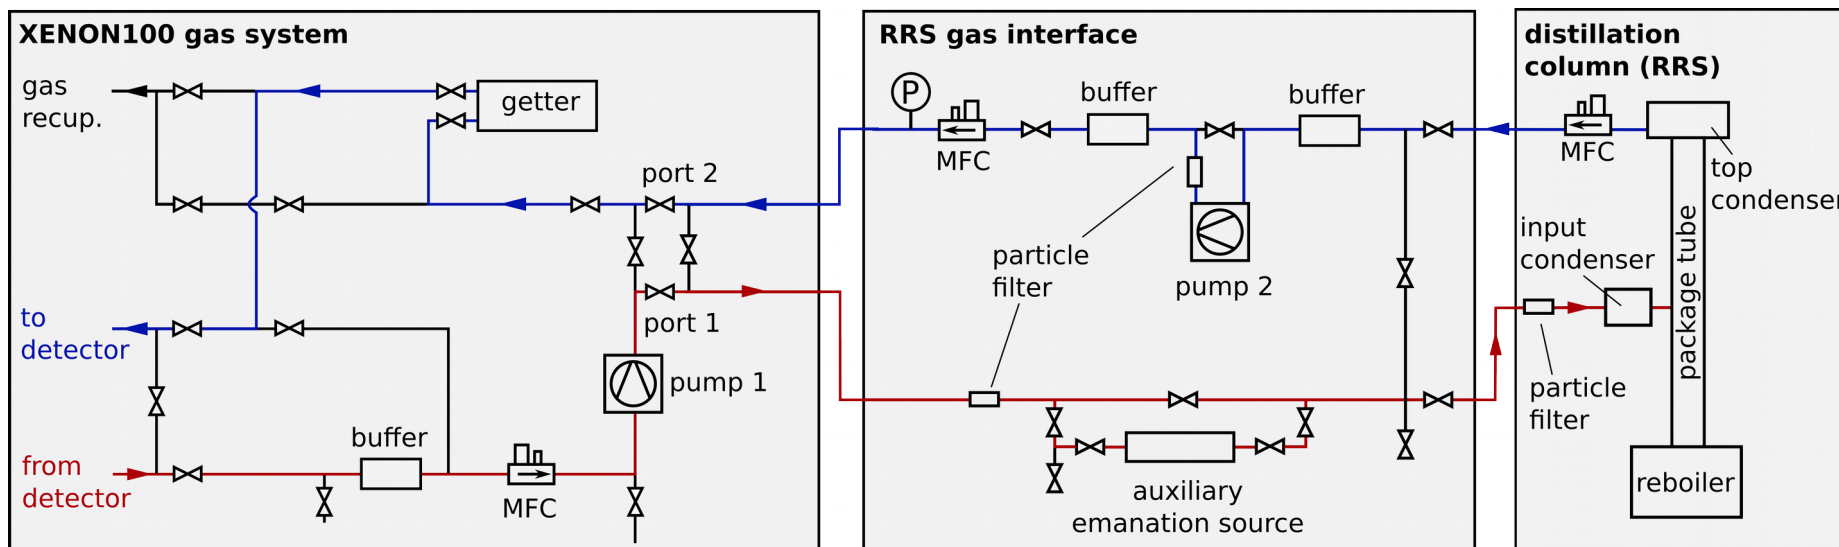 XENON100 gas system
gas
recup.
getter
port 2
port 1
to
detector
pump 1
buffer
from
detector
MFC
RRS gas interface
P
MFC
buffer
buffer
particle
filter
pump 2
auxiliary
emanation source
distillation
column (RRS)
MFC
top
condenser
input
condenser
package tube
particle
filter
reboiler